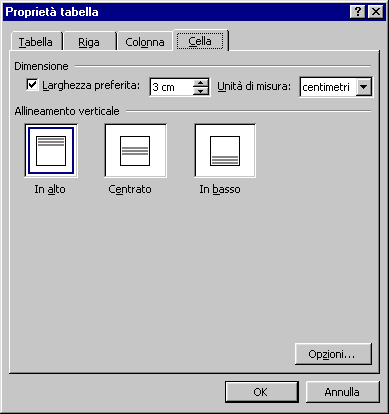 Proprietà tabella
Tabella Riga Colonna Cella
Dimensione
Larghezza preferita: 3 cm Unità di misura: centimetri
Allineamento verticale
In alto Centrato In basso
Opzioni...
OK Annulla